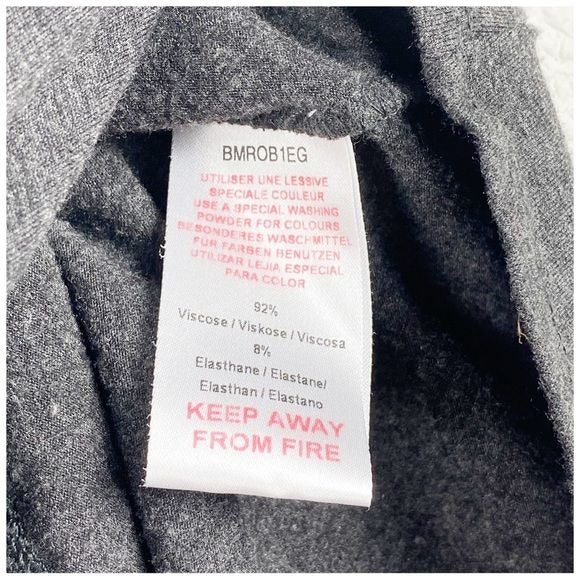 BMROB1EG
UTILISER UNE LESSIVE
SPECIALE COULEUR
USE A SPECIAL WASHING
POWDER FOR COLOURS
BESONDERES WASCHMITTEL
FUR FARBEN BENUTZEN
UTILIZAR LEJIA ESPECIAL
PARA COLOR
92%
Viscose / Viskose / Viscosa
8%
Elasthane / Elastane/
Elasthan / Elastano
KEEP AWAY
FROM FIRE